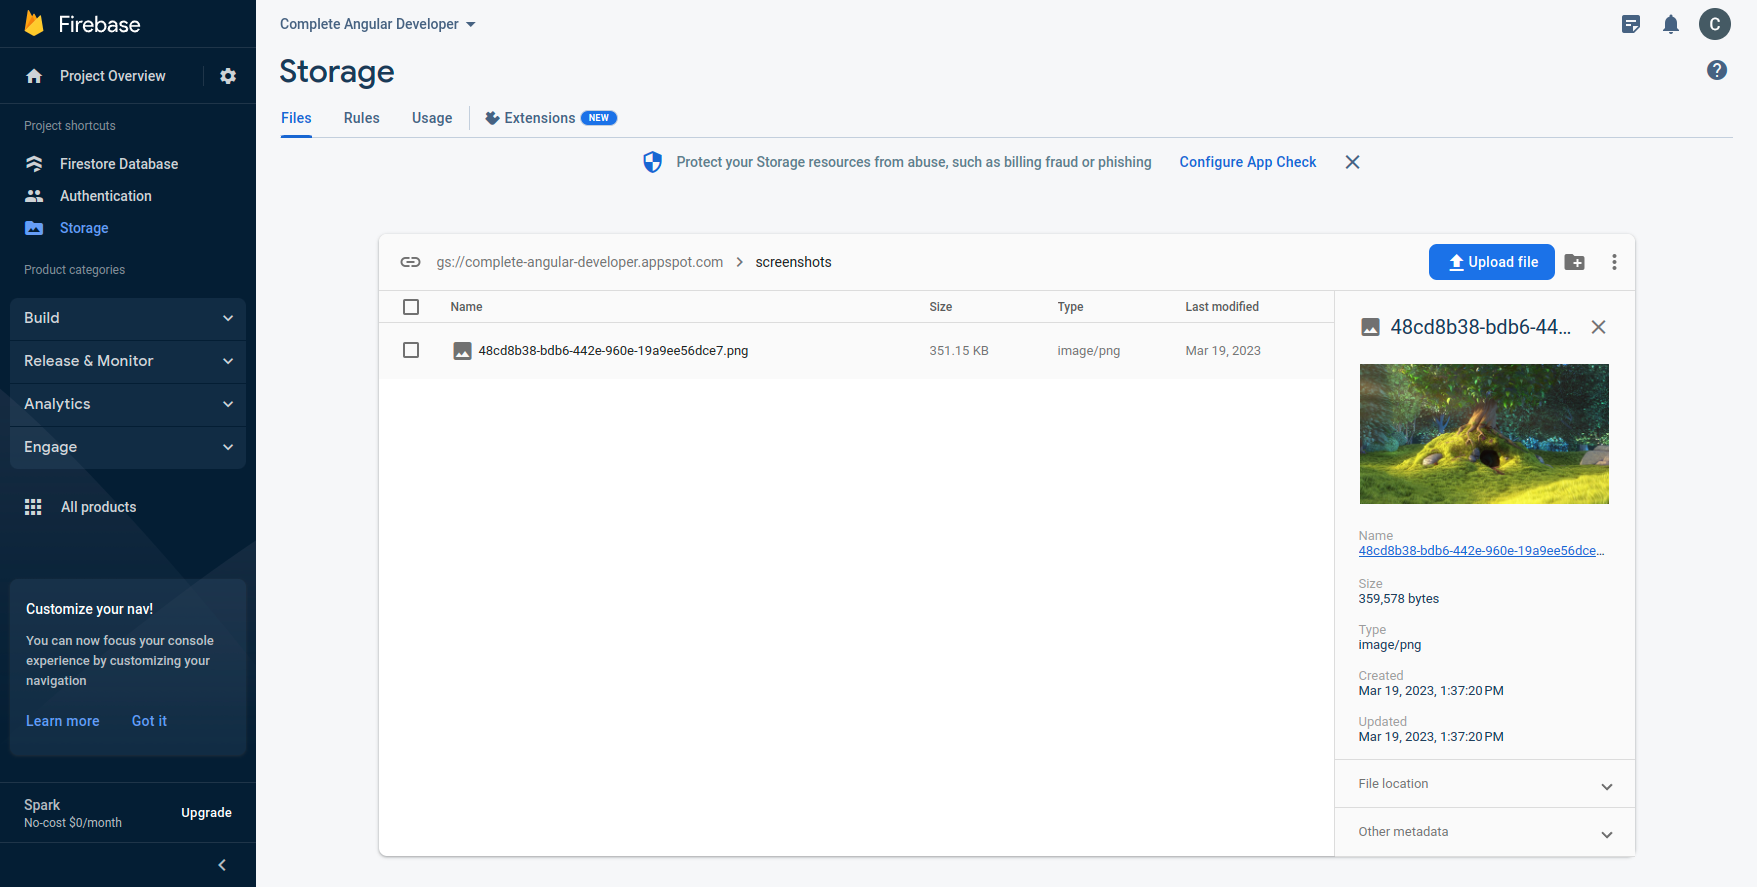 Firebase
Project Overview
Project shortcuts
Firestore Database
Authentication
Storage
Product categories
Build
Release & Monitor
Analytics
Engage
All products
Customize your nav!
You can now focus your console
experience by customizing your
navigation
Learn more Got it
Spark
No-cost $0/month
Upgrade
Complete Angular Developer
C
Storage
Files Rules Usage Extensions NEW
Protect your Storage resources from abuse, such as billing fraud or phishing Configure App Check
gs://complete-angular-developer.appspot.com > screenshots
Upload file
Name Size Type Last modified
48cd8b38-bdb6-442e-960e-19a9ee56dce7.png 351.15 KB image/png Mar 19, 2023
48cd8b38-bdb6-44...
Name
48cd8b38-bdb6-442e-960e-19a9ee56dce...
Size
359,578 bytes
Type
image/png
Created
Mar 19, 2023, 1:37:20 PM
Updated
Mar 19, 2023, 1:37:20 PM
File location
Other metadata